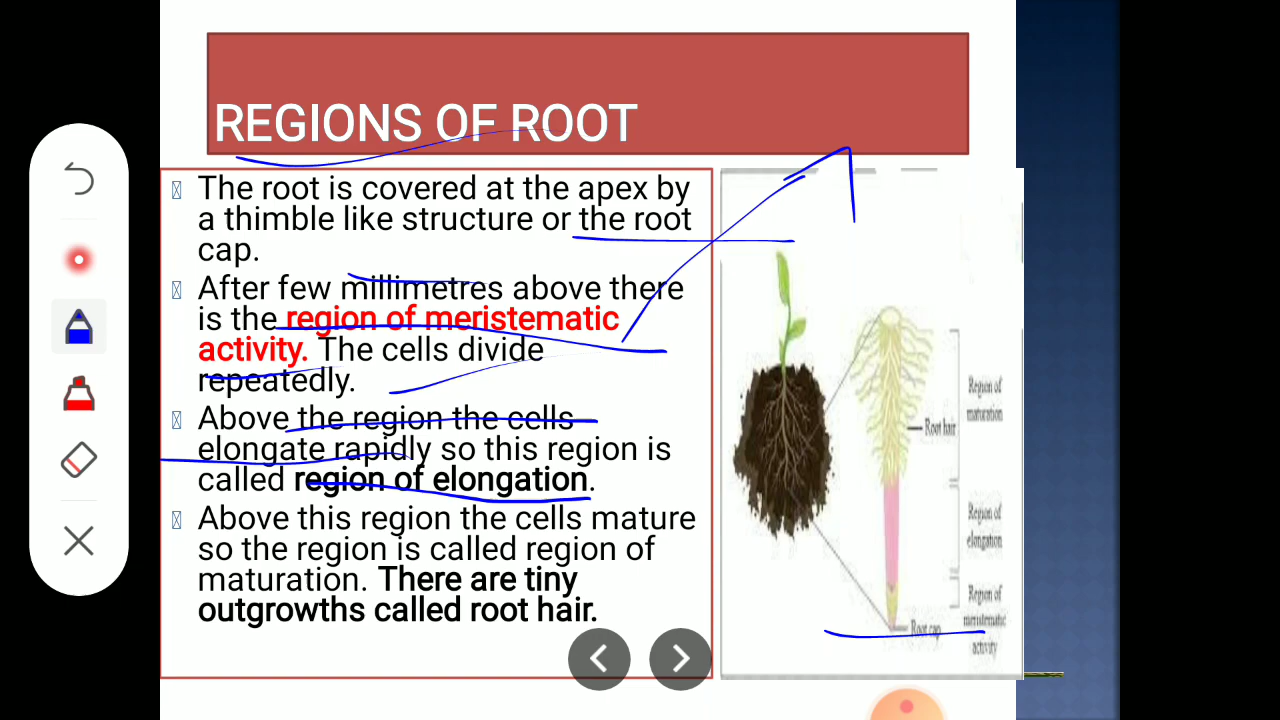 REGIONS OF ROOT
The root is covered at the apex by
a thimble like structure or the root
cap.
After few millimetres above there
is the region of meristematic
activity. The cells divide
repeatedly.
Above the region the cells
elongate rapidly so this region is
called region of elongation.
Above this region the cells mature
so the region is called region of
maturation. There are tiny
outgrowths called root hair.
Region of
maturation
Root hair
Region of
elongation
Region of
meristematic
activity
Root cap